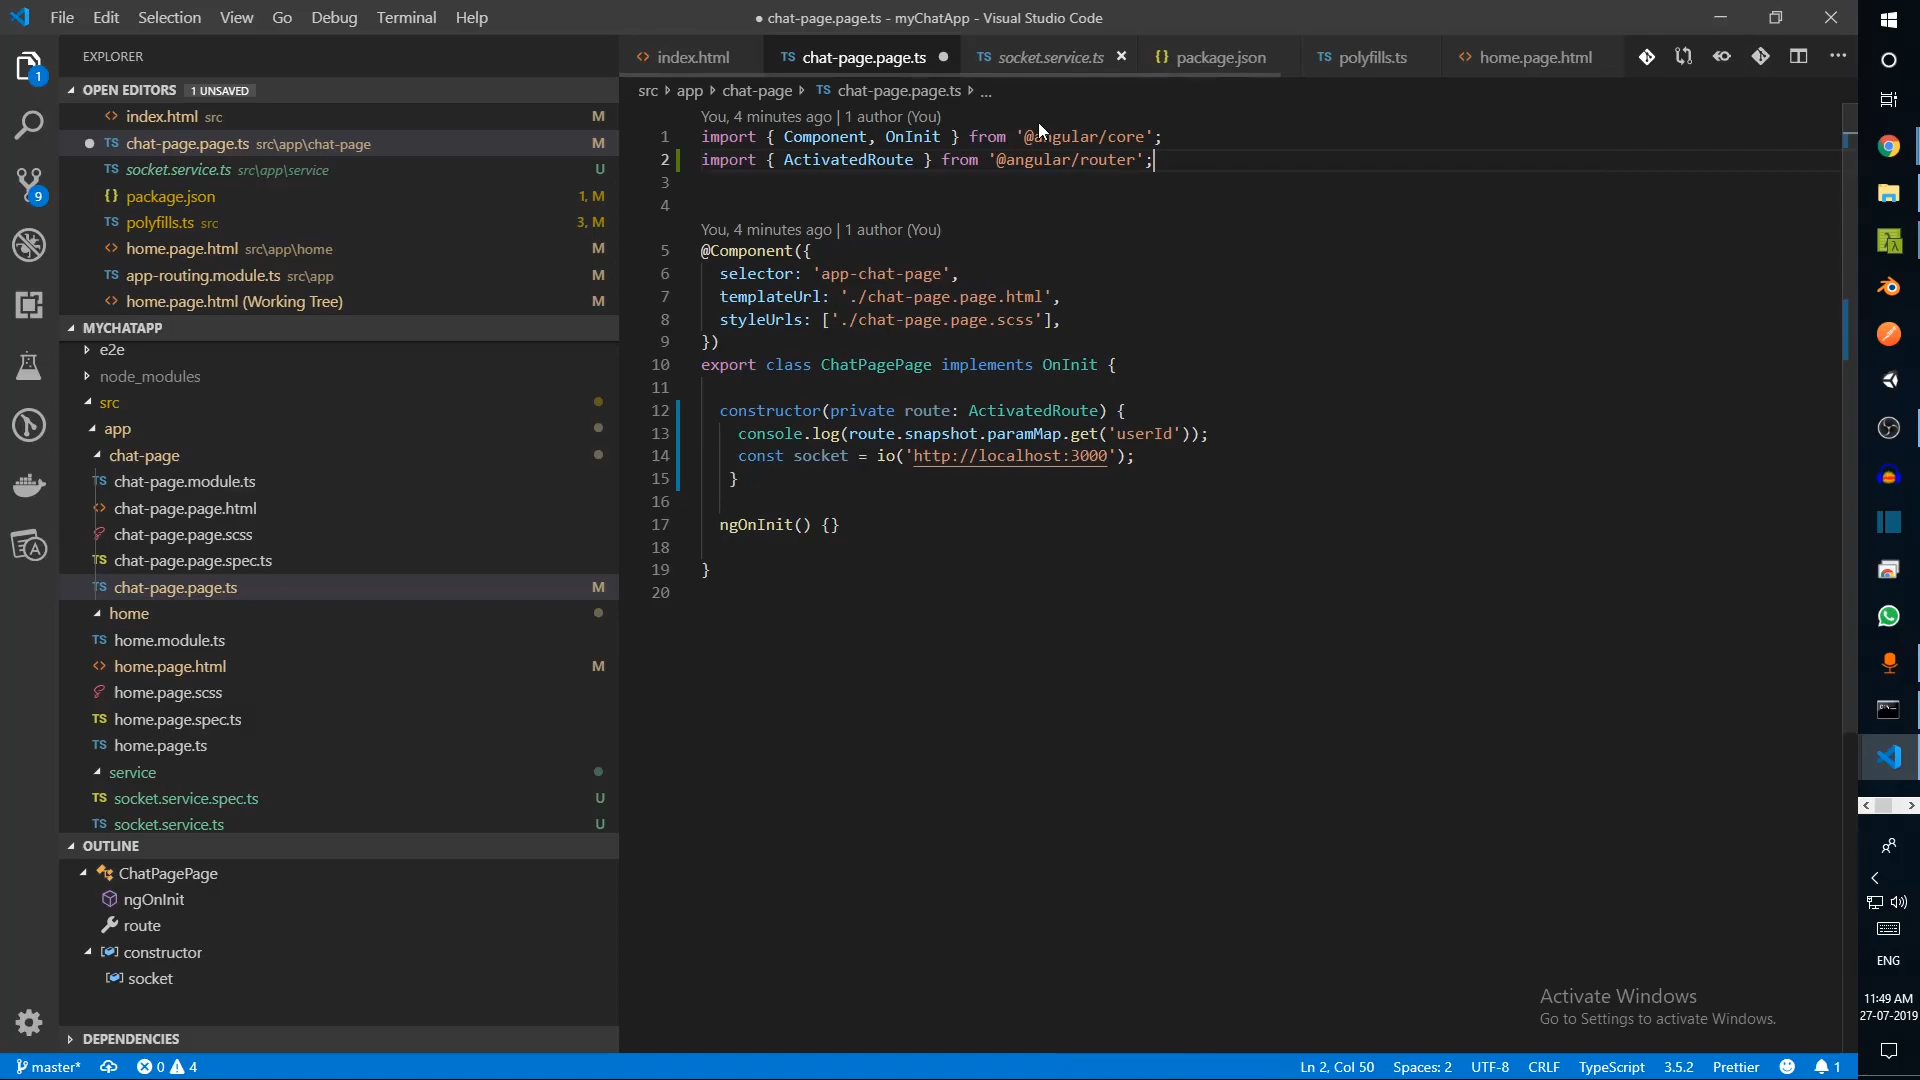 File Edit Selection View Go Debug Terminal Help
● chat-page.page.ts - myChatApp - Visual Studio Code
EXPLORER
OPEN EDITORS 1 UNSAVED
index.html src M
chat-page.page.ts src\app\chat-page
socket.service.ts src\app\service U
package.json 1, M
polyfills.ts src 3, M
home.page.html src\app\home M
app-routing.module.ts src\app M
home.page.html (Working Tree) M
MYCHATAPP
e2e
node_modules
src
app
chat-page
chat-page.module.ts
chat-page.page.html
chat-page.page.scss
chat-page.page.spec.ts
chat-page.page.ts M
home
home.module.ts
home.page.html M
home.page.scss
home.page.spec.ts
home.page.ts
service
socket.service.spec.ts U
socket.service.ts U
OUTLINE
ChatPagePage
ngOnInit
route
constructor
socket
DEPENDENCIES
index.html
TS chat-page.page.ts
TS socket.service.ts
package.json
TS polyfills.ts
home.page.html
src app chat-page TS chat-page.page.ts ...
You, 4 minutes ago | 1 author (You)
1 import { Component, OnInit } from '@angular/core';
2 import { ActivatedRoute } from '@angular/router';
3
4
You, 4 minutes ago | 1 author (You)
5 @Component({
6 selector: 'app-chat-page',
7 templateUrl: './chat-page.page.html',
8 styleUrls: ['./chat-page.page.scss'],
9 })
10 export class ChatPagePage implements OnInit {
11
12 constructor(private route: ActivatedRoute) {
13 console.log(route.snapshot.paramMap.get('userId'));
14 const socket = io('http://localhost:3000');
15 }
16
17 ngOnInit() {}
18
19 }
20
Activate Windows
Go to Settings to activate Windows.
ENG
11:49 AM
27-07-2019
master* 0 4
Ln 2, Col 50 Spaces: 2 UTF-8 CRLF TypeScript 3.5.2 Prettier 1